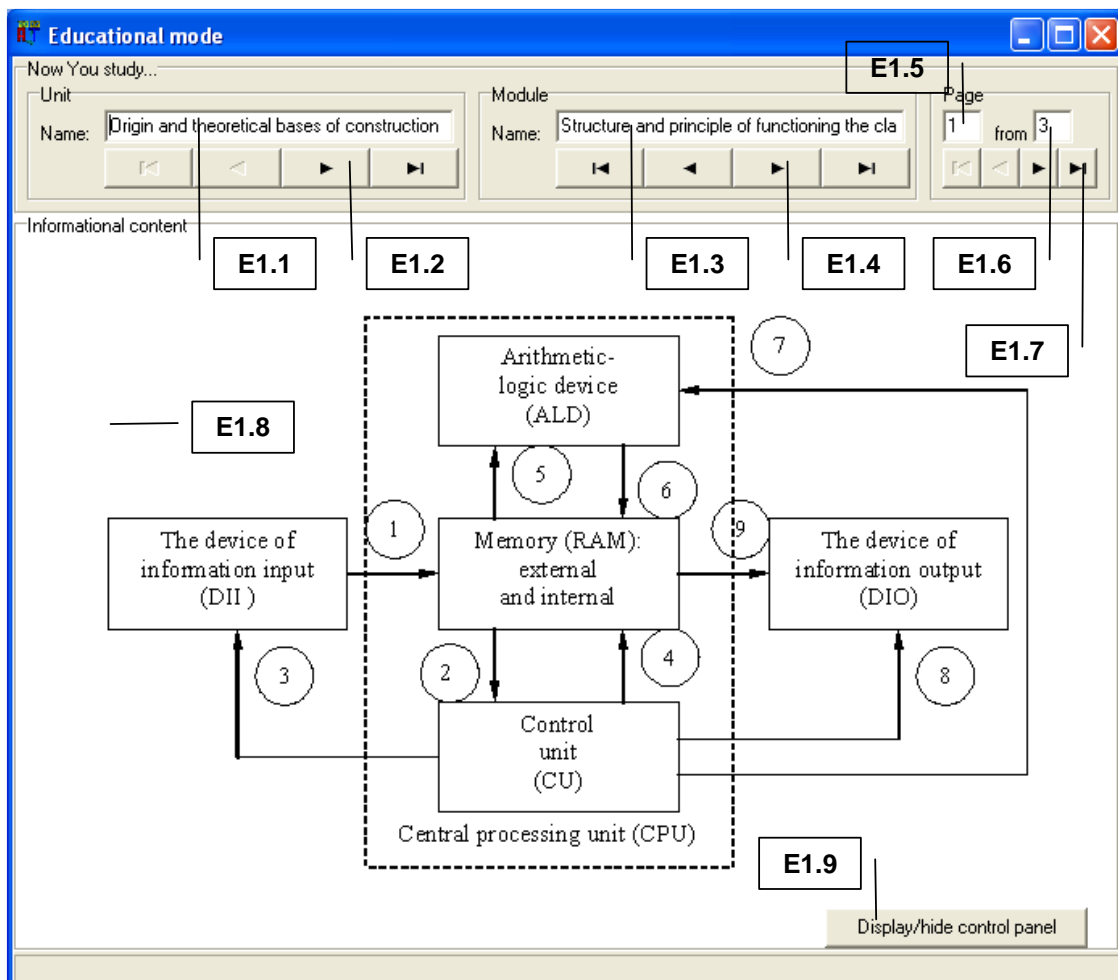 Educational mode
Now You study...
E1.5
Unit
Module
Page
Name: Origin and theoretical bases of construction
Name: Structure and principle of functioning the cla
1 from 3
Informational content
E1.1
E1.2
E1.3
E1.4
E1.6
E1.7
E1.8
7
Arithmetic-
logic device
(ALD)
5
6
1
9
The device of
information input
(DII )
Memory (RAM):
external
and internal
The device of
information output
(DIO)
3
2
4
8
Control
unit
(CU)
Central processing unit (CPU)
E1.9
Display/hide control panel